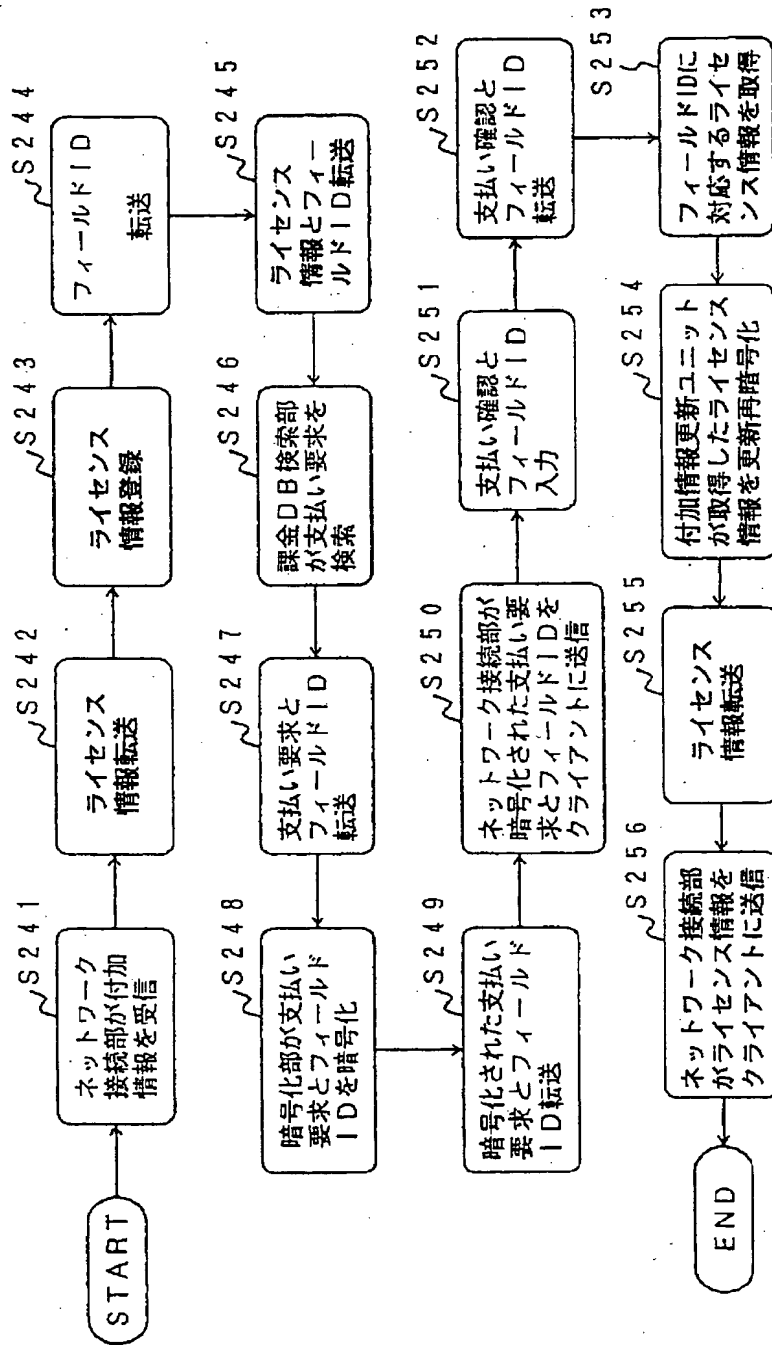 START
S241
ネットワーク
接続部が付加
情報を受信
S242
ライセンス
情報転送
S243
ライセンス
情報登録
S244
フィールドID
転送
S245
ライセンス
情報とフィー
ルドID転送
S246
課金DB検索部
が支払い要求を
検索
S247
支払い要求と
フィールドID
転送
S248
暗号化部が支払い
要求とフィールド
IDを暗号化
S249
暗号化された支払い
要求とフィールド
ID転送
S250
ネットワーク接続部が
暗号化された支払い要
求とフィールドIDを
クライアントに送信
S251
支払い確認と
フィールドID
入力
S252
支払い確認と
フィールドID
転送
S253
フィールドIDに
対応するライセ
ンス情報を取得
S254
付加情報更新ユニット
が取得したライセンス
情報を更新再暗号化
S255
ライセンス
情報転送
S256
ネットワーク接続部
がライセンス情報を
クライアントに送信
END